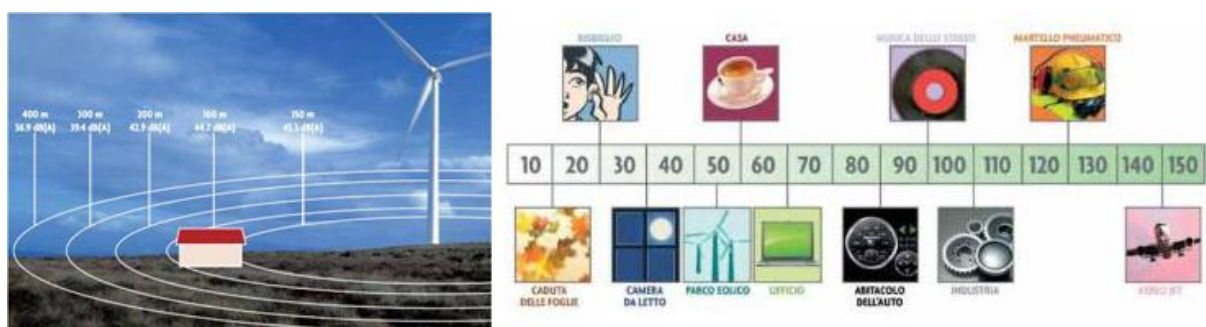 400 m
300 m
200 m
160 m
150 m
36.9 dB(A)
39.4 dB(A)
42.9 dB(A)
44.7 dB(A)
45.3 dB(A)
BISBIGLIO
CASA
MUSICA DELLO STEREO
MARTELLO PNEUMATICO
10 20 30 40 50 60 70 80 90 100 110 120 130 140 150
CADUTA
DELLE FOGLIE
CAMERA
DA LETTO
PARCO EOLICO
UFFICIO
ABITACOLO
DELL'AUTO
INDUSTRIA
AEREO JET